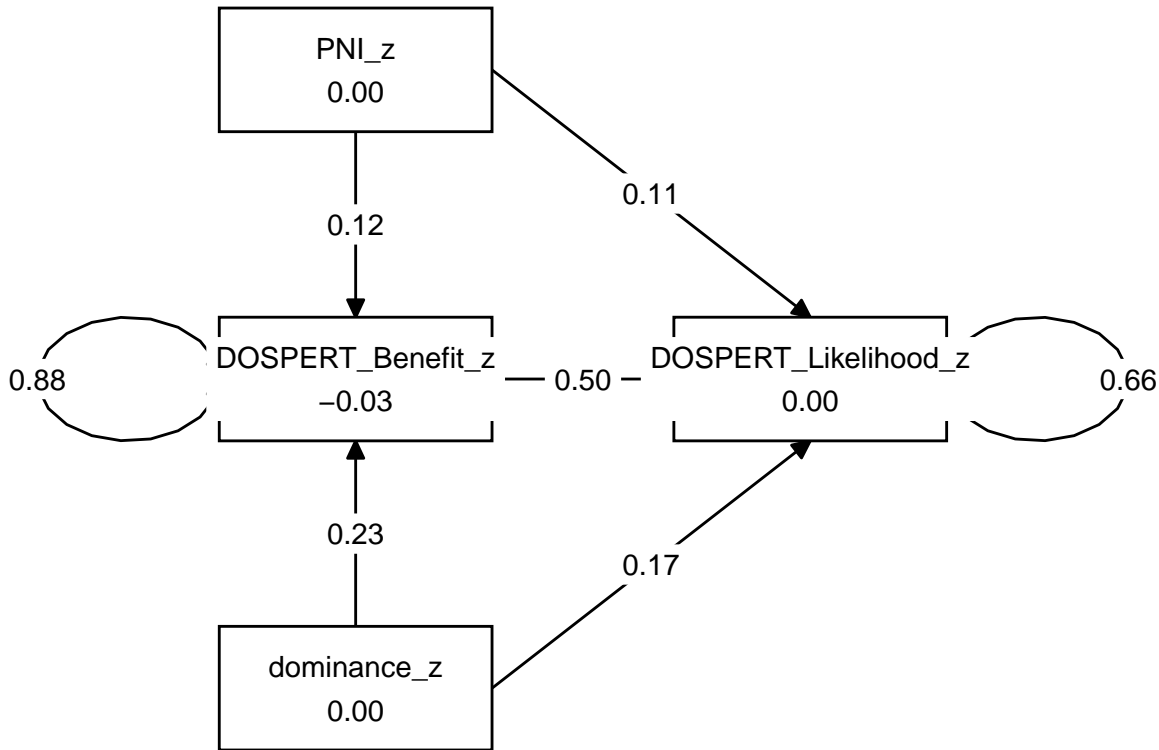 PNI_z
0.00
0.11
0.12
DOSPERT_Benefit_z
−0.03
0.88
0.50
DOSPERT_Likelihood_z
0.00
0.66
0.23
0.17
dominance_z
0.00